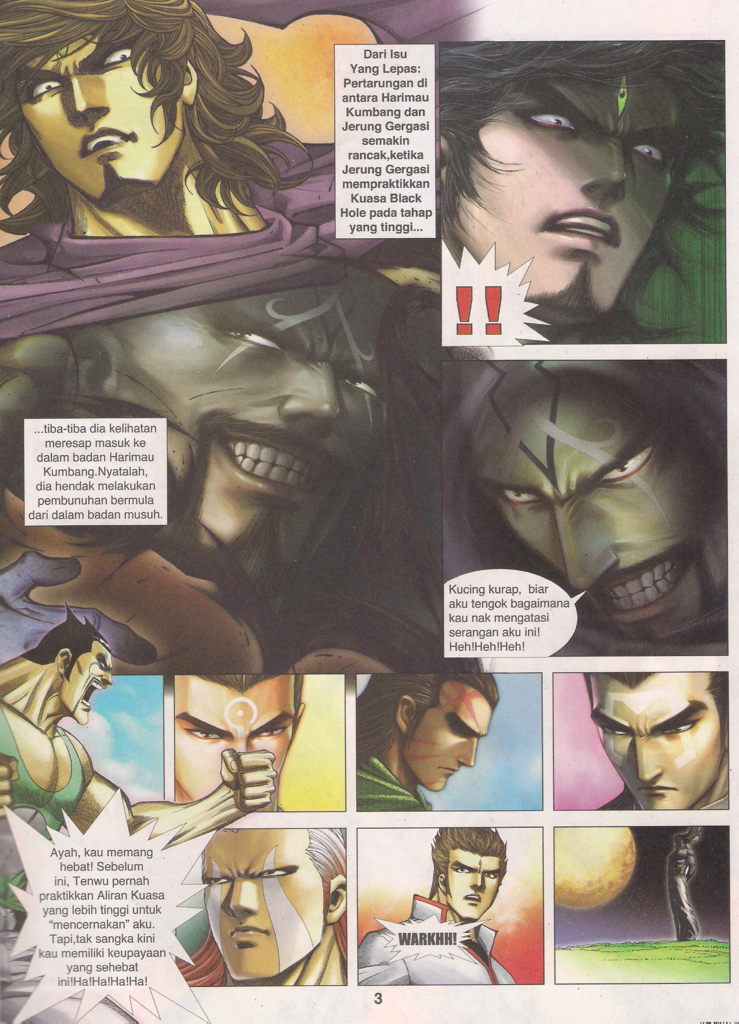 Dari Isu
Yang Lepas:
Pertarungan di
antara Harimau
Kumbang dan
Jerung Gergasi
semakin
rancak,ketika
Jerung Gergasi
mempraktikkan
Kuasa Black
Hole pada tahap
yang tinggi...
!!
...tiba-tiba dia kelihatan
meresap masuk ke
dalam badan Harimau
Kumbang.Nyatalah,
dia hendak melakukan
pembunuhan bermula
dari dalam badan musuh.
Kucing kurap, biar
aku tengok bagaimana
kau nak mengatasi
serangan aku ini!
Heh!Heh!Heh!
Ayah, kau memang
hebat! Sebelum
ini, Tenwu pernah
praktikkan Aliran Kuasa
yang lebih tinggi untuk
"mencernakan" aku.
Tapi,tak sangka kini
kau memiliki keupayaan
yang sehebat
ini!Ha!Ha!Ha!Ha!
WARKHH!
3